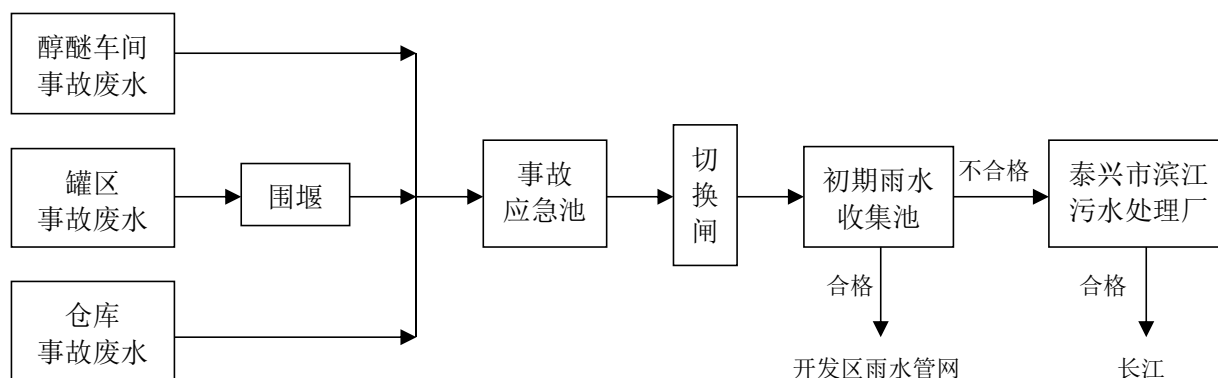 醇醚车间
事故废水
罐区
事故废水
围堰
仓库
事故废水
事故
应急池
切
换
闸
初期雨水
收集池
不合格
泰兴市滨江
污水处理厂
合格
合格
开发区雨水管网
长江